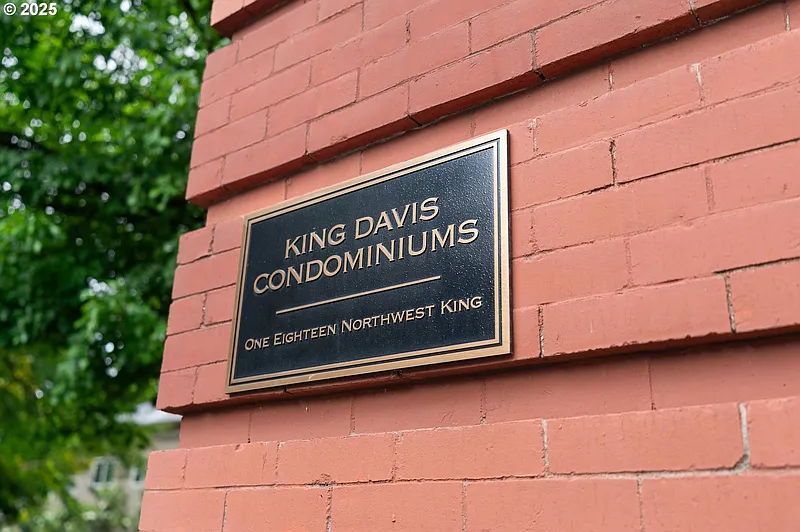 © 2025
KING DAVIS
CONDOMINIUMS
ONE EIGHTEEN NORTHWEST KING